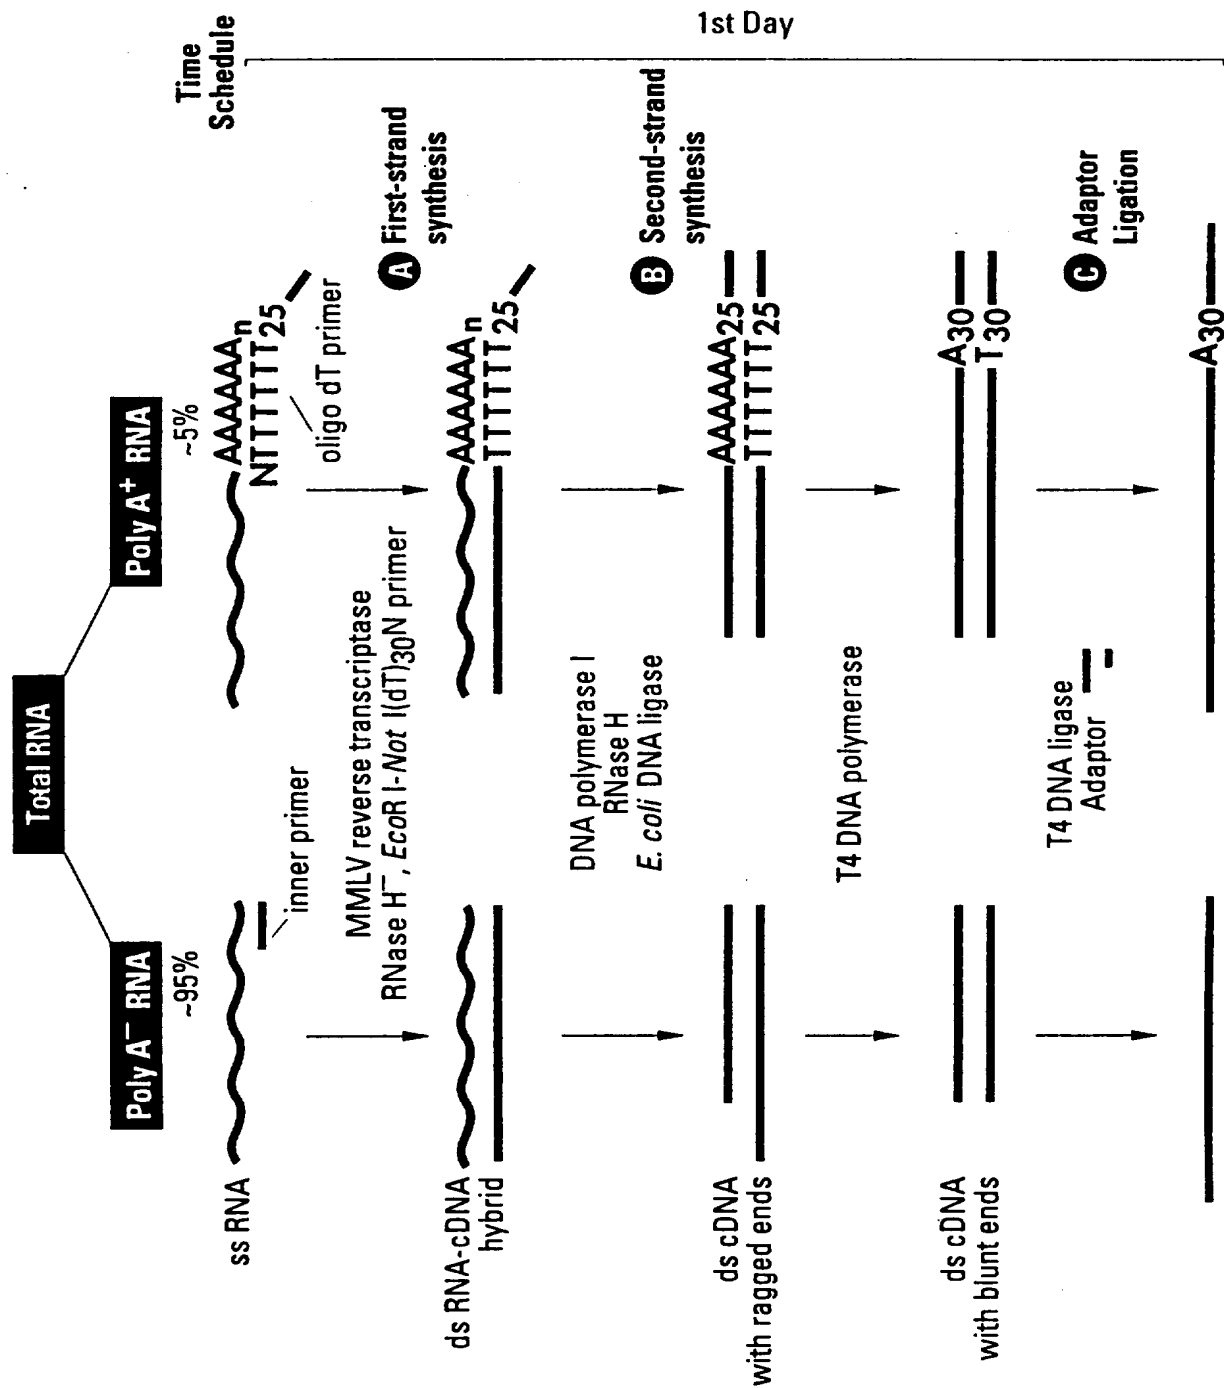 Total RNA
Poly A⁻ RNA
Poly A⁺ RNA
Time
Schedule
~95%
~5%
ss RNA
AAAAAAn
NTTTTTT25
inner primer
oligo dT primer
1st Day
MMLV reverse transcriptase
RNase H⁻, EcoR I-Not I(dT)30N primer
A First-strand
synthesis
ds RNA-cDNA
hybrid
AAAAAAn
TTTTTT25
DNA polymerase I
RNase H
E. coli DNA ligase
B Second-strand
synthesis
ds cDNA
with ragged ends
AAAAAA25
TTTTTT25
T4 DNA polymerase
ds cDNA
with blunt ends
A30
T30
T4 DNA ligase
Adaptor
C Adaptor
Ligation
A30